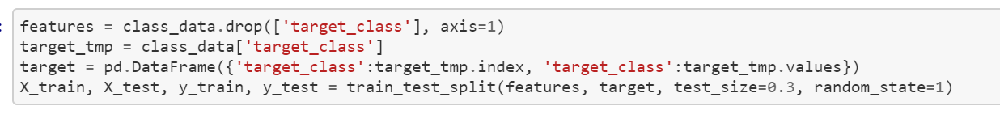 features = class_data.drop(['target_class'], axis=1)
target_tmp = class_data['target_class']
target = pd.DataFrame({'target_class':target_tmp.index, 'target_class':target_tmp.values})
X_train, X_test, y_train, y_test = train_test_split(features, target, test_size=0.3, random_state=1)